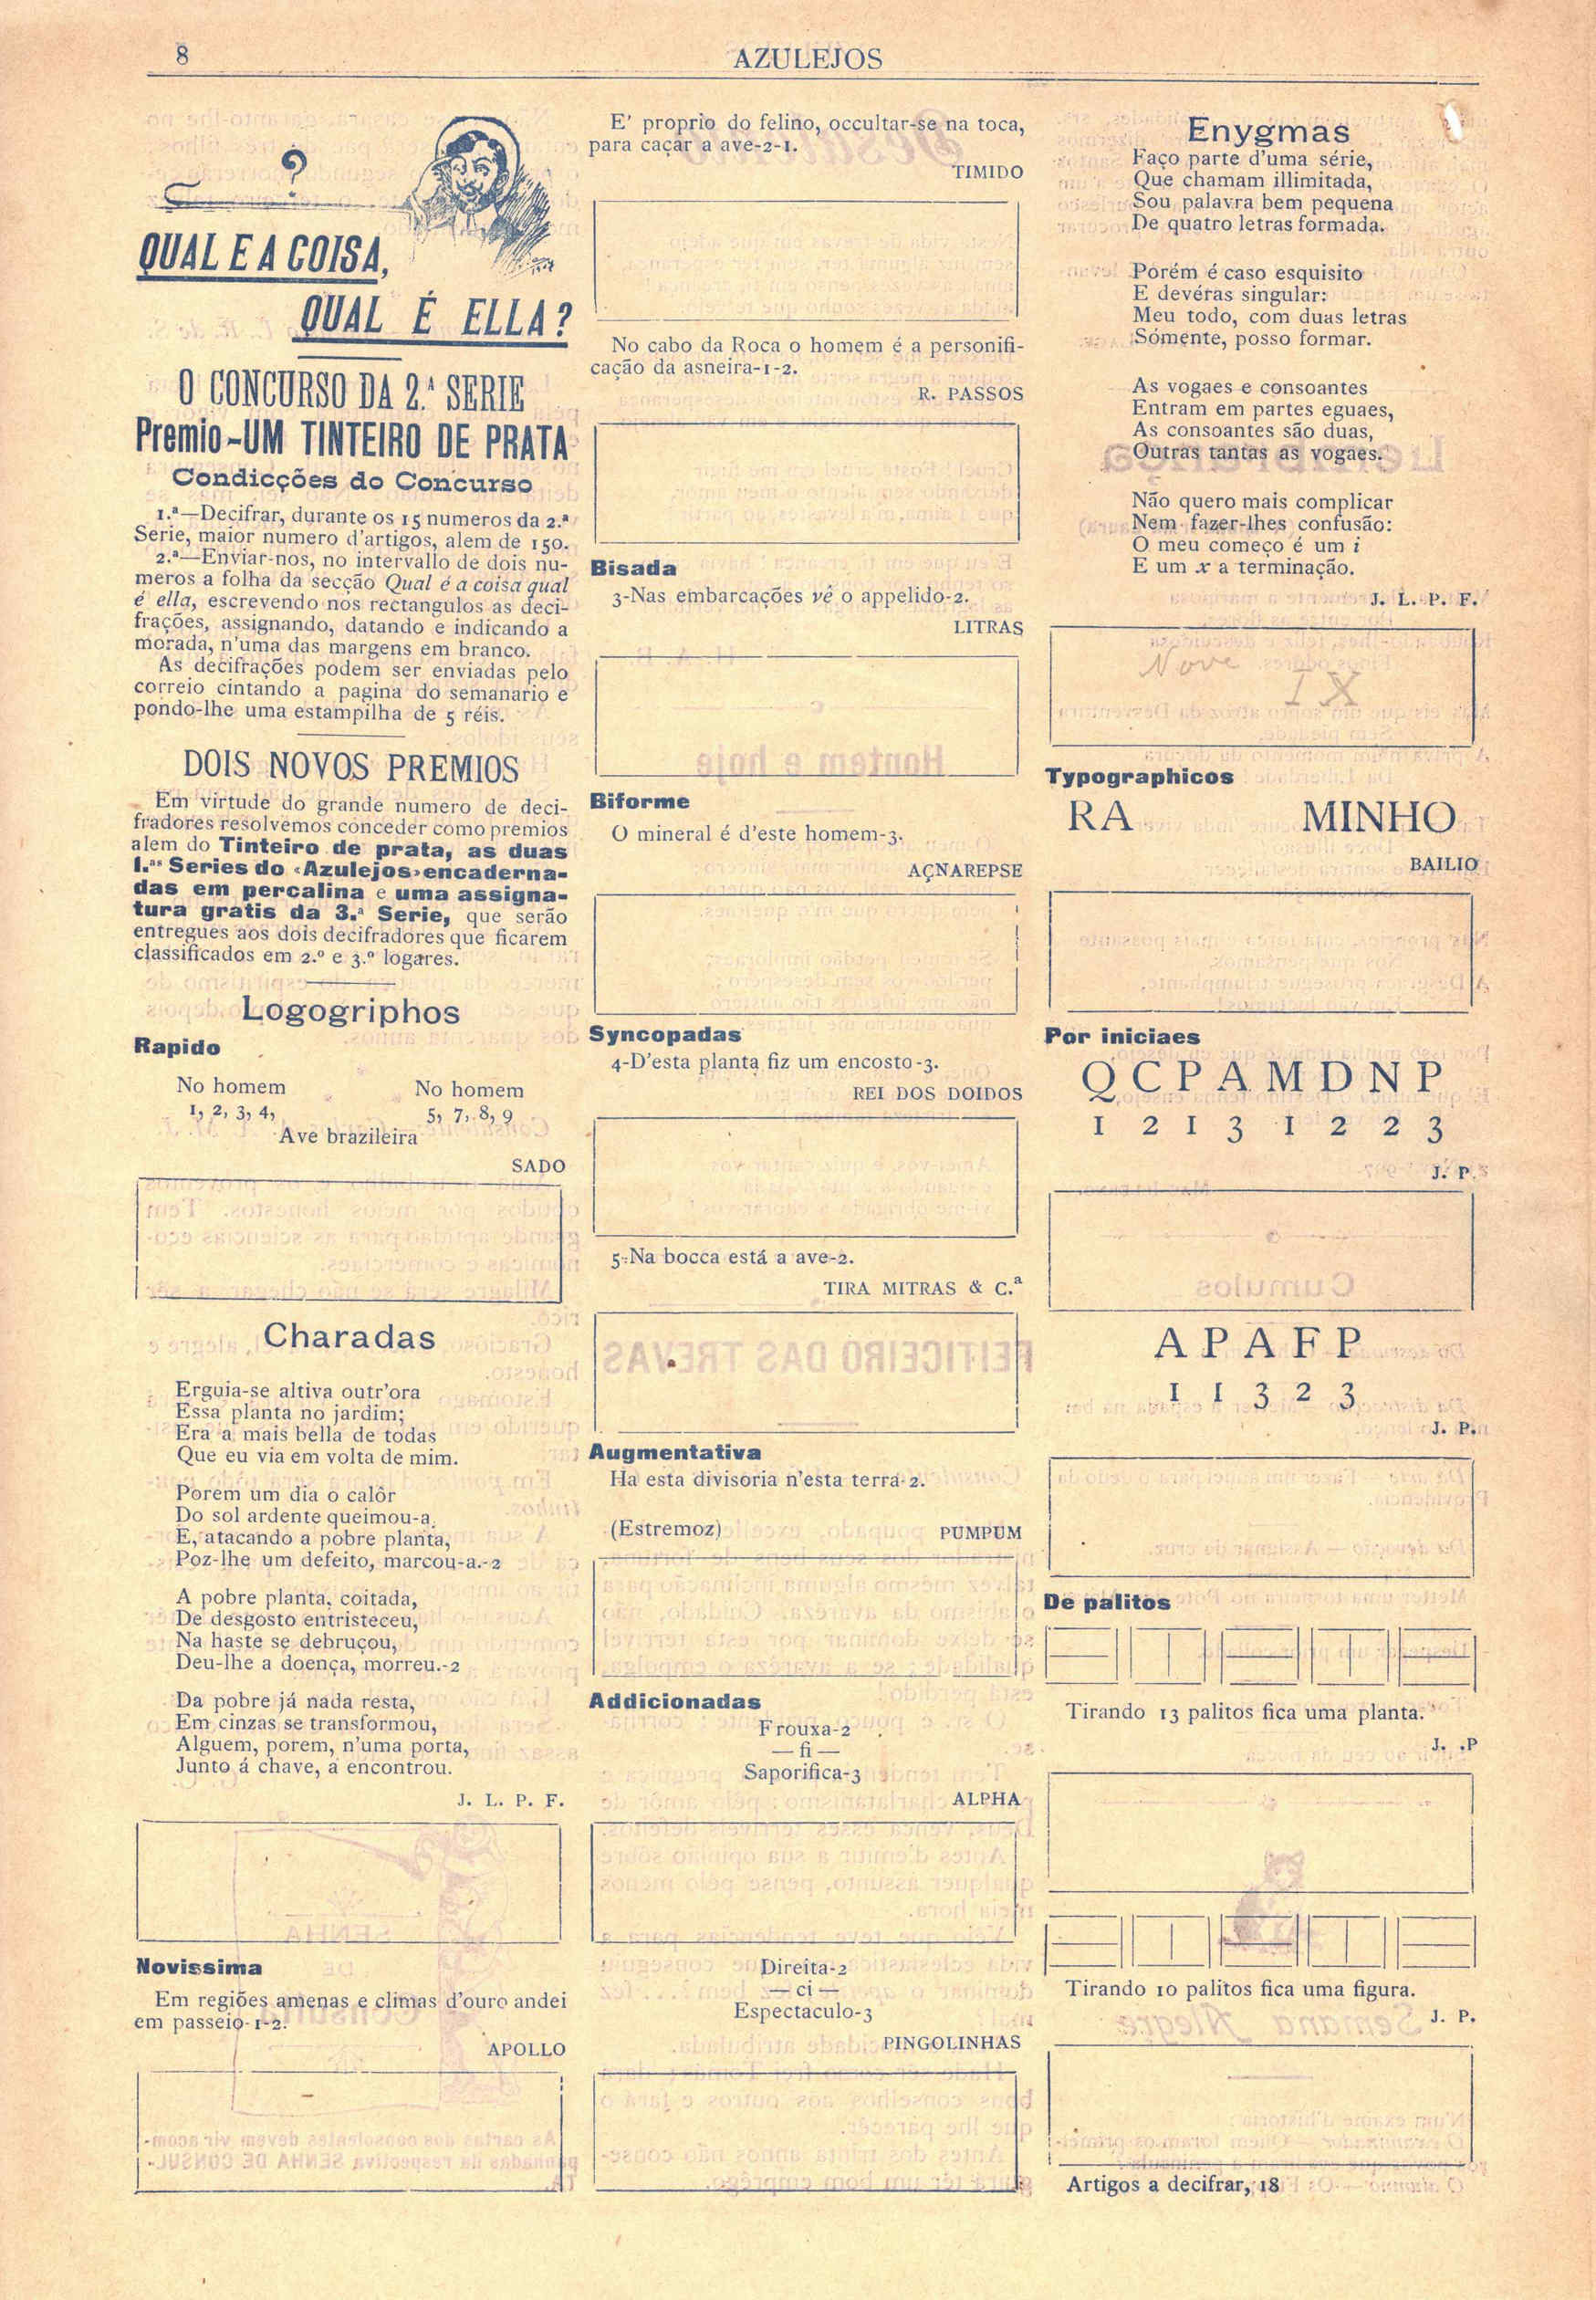 8
AZULEJOS
QUAL E A COISA,
QUAL É ELLA?
O CONCURSO DA 2.ª SERIE
Premio-UM TINTEIRO DE PRATA
Condicções do Concurso
1.ª—Decifrar, durante os 15 numeros da 2.ª
Serie, maior numero d'artigos, alem de 150.
2.ª—Enviar-nos, no intervallo de dois nu-
meros a folha da secção Qual é a coisa qual
é ella, escrevendo nos rectangulos as deci-
frações, assignando, datando e indicando a
morada, n'uma das margens em branco.
As decifrações podem ser enviadas pelo
correio cintando a pagina do semanario e
pondo-lhe uma estampilha de 5 réis.
DOIS NOVOS PREMIOS
Em virtude do grande numero de deci-
fradores resolvemos conceder como premios
alem do Tinteiro de prata, as duas
1.as Series do «Azulejos» encaderna-
das em percalina e uma assigna-
tura gratis da 3.ª Serie, que serão
entregues aos dois decifradores que ficarem
classificados em 2.º e 3.º logares.
Logogriphos
Rapido
No homem No homem
1, 2, 3, 4, 5, 7, 8, 9
Ave brazileira
SADO
Charadas
Erguia-se altiva outr'ora
Essa planta no jardim;
Era a mais bella de todas
Que eu via em volta de mim.
Porem um dia o calôr
Do sol ardente queimou-a.
E, atacando a pobre planta,
Poz-lhe um defeito, marcou-a.-2
A pobre planta, coitada,
De desgosto entristeceu,
Na haste se debruçou,
Deu-lhe a doença, morreu.-2
Da pobre já nada resta,
Em cinzas se transformou,
Alguem, porem, n'uma porta,
Junto á chave, a encontrou.
J. L. P. F.
Novissima
Em regiões amenas e climas d'ouro andei
em passeio-1-2.
APOLLO
E' proprio do felino, occultar-se na toca,
para caçar a ave-2-1.
TIMIDO
No cabo da Roca o homem é a personifi-
cação da asneira-1-2.
R. PASSOS
Bisada
3-Nas embarcações vê o appelido-2.
LITRAS
Biforme
O mineral é d'este homem-3.
AÇNAREPSE
Syncopadas
4-D'esta planta fiz um encosto-3.
REI DOS DOIDOS
5-Na bocca está a ave-2.
TIRA MITRAS & C.ª
Augmentativa
Ha esta divisoria n'esta terra-2.
(Estremoz) PUMPUM
Addicionadas
Frouxa-2
— fi —
Saporifica-3
ALPHA
Direita-2
— ci —
Espectaculo-3
PINGOLINHAS
Enygmas
Faço parte d'uma série,
Que chamam illimitada,
Sou palavra bem pequena
De quatro letras formada.
Porém é caso esquisito
E devéras singular:
Meu todo, com duas letras
Sómente, posso formar.
As vogaes e consoantes
Entram em partes eguaes,
As consoantes são duas,
Outras tantas as vogaes.
Não quero mais complicar
Nem fazer-lhes confusão:
O meu começo é um i
E um x a terminação.
J. L. P. F.
Nove
IX
Typographicos
RA MINHO
BAILIO
Por iniciaes
Q C P A M D N P
1 2 1 3 1 2 2 3
J. P.
A P A F P
1 1 3 2 3
J. P.
De palitos
Tirando 13 palitos fica uma planta.
J. .P
Tirando 10 palitos fica uma figura.
J. P.
Artigos a decifrar, 18